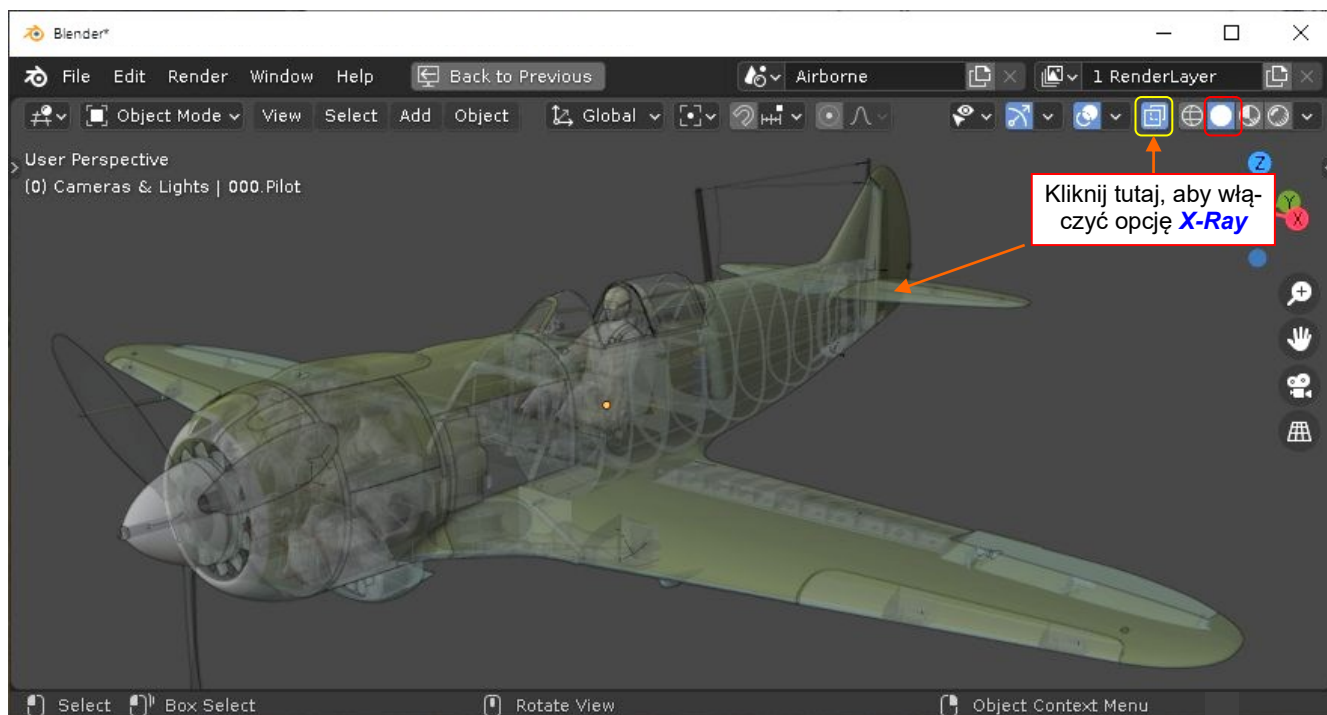 Blender*
File Edit Render Window Help Back to Previous Airborne 1 RenderLayer
Object Mode View Select Add Object Global
User Perspective
(0) Cameras & Lights | 000.Pilot
Z
Y
X
Kliknij tutaj, aby włą-
czyć opcję X-Ray
Select Box Select Rotate View Object Context Menu